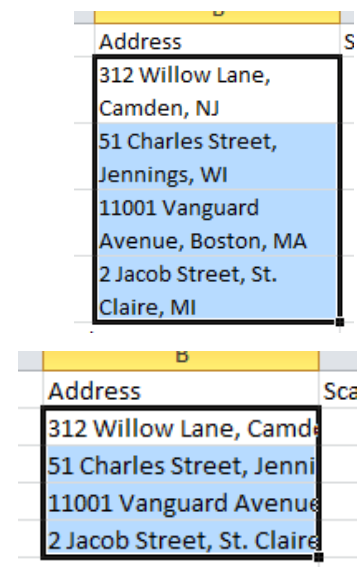 Address
S
312 Willow Lane,
Camden, NJ
51 Charles Street,
Jennings, WI
11001 Vanguard
Avenue, Boston, MA
2 Jacob Street, St.
Claire, MI
B
Address
Sca
312 Willow Lane, Camd
51 Charles Street, Jenni
11001 Vanguard Avenue
2 Jacob Street, St. Claire